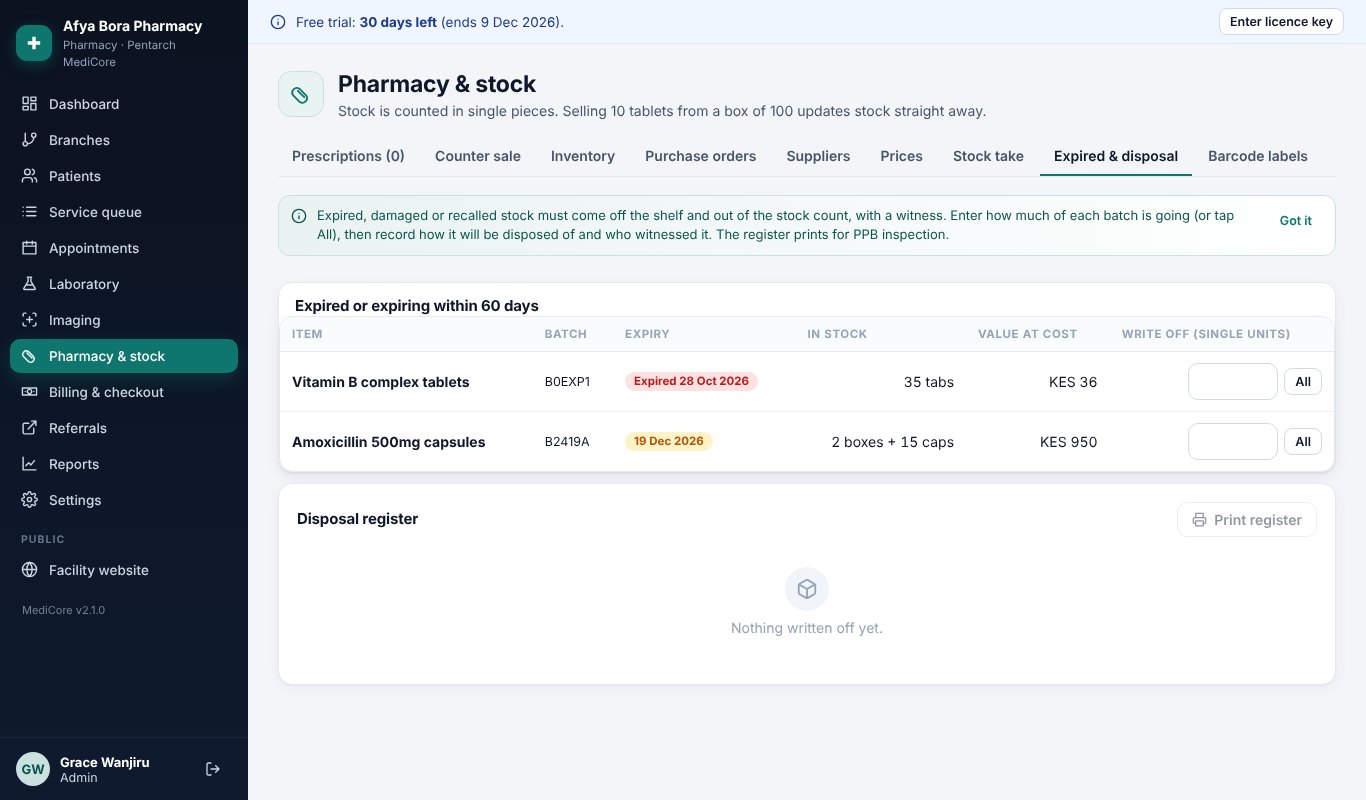 Afya Bora Pharmacy
Pharmacy · Pentarch
MediCore
Dashboard
Branches
Patients
Service queue
Appointments
Laboratory
Imaging
Pharmacy & stock
Billing & checkout
Referrals
Reports
Settings
PUBLIC
Facility website
MediCore v2.1.0
GW
Grace Wanjiru
Admin
Free trial: 30 days left (ends 9 Dec 2026).
Enter licence key
Pharmacy & stock
Stock is counted in single pieces. Selling 10 tablets from a box of 100 updates stock straight away.
Prescriptions (0) Counter sale Inventory Purchase orders Suppliers Prices Stock take Expired & disposal Barcode labels
Expired, damaged or recalled stock must come off the shelf and out of the stock count, with a witness. Enter how much of each batch is going (or tap
All), then record how it will be disposed of and who witnessed it. The register prints for PPB inspection.
Got it
Expired or expiring within 60 days
ITEM BATCH EXPIRY IN STOCK VALUE AT COST WRITE OFF (SINGLE UNITS)
Vitamin B complex tablets B0EXP1 Expired 28 Oct 2026 35 tabs KES 36 All
Amoxicillin 500mg capsules B2419A 19 Dec 2026 2 boxes + 15 caps KES 950 All
Disposal register
Print register
Nothing written off yet.